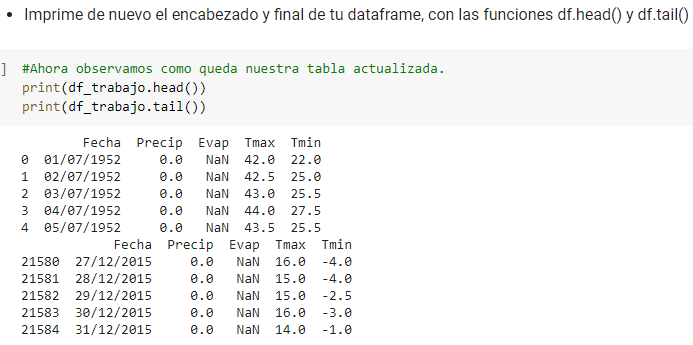 • Imprime de nuevo el encabezado y final de tu dataframe, con las funciones df.head() y df.tail()
] #Ahora observamos como queda nuestra tabla actualizada.
print(df_trabajo.head())
print(df_trabajo.tail())
Fecha Precip Evap Tmax Tmin
0 01/07/1952 0.0 NaN 42.0 22.0
1 02/07/1952 0.0 NaN 42.5 25.0
2 03/07/1952 0.0 NaN 43.0 25.5
3 04/07/1952 0.0 NaN 44.0 27.5
4 05/07/1952 0.0 NaN 43.5 25.5
Fecha Precip Evap Tmax Tmin
21580 27/12/2015 0.0 NaN 16.0 -4.0
21581 28/12/2015 0.0 NaN 15.0 -4.0
21582 29/12/2015 0.0 NaN 15.0 -2.5
21583 30/12/2015 0.0 NaN 16.0 -3.0
21584 31/12/2015 0.0 NaN 14.0 -1.0